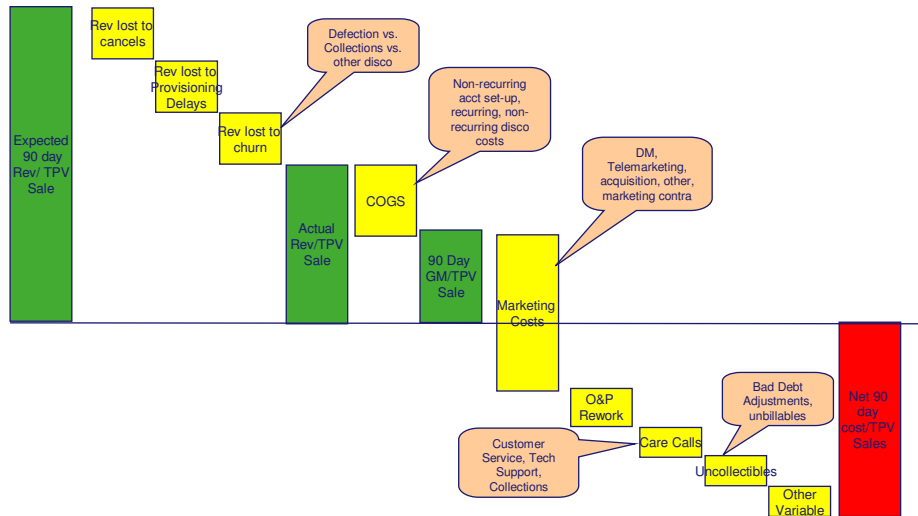 Rev lost to
cancels
Rev lost to
Provisioning
Delays
Rev lost to
churn
Defection vs.
Collections vs.
other disco
Non-recurring
acct set-up,
recurring, non-
recurring disco
costs
DM,
Telemarketing,
acquisition, other,
marketing contra
Expected
90 day
Rev/ TPV
Sale
Actual
Rev/TPV
Sale
COGS
90 Day
GM/TPV
Sale
Marketing
Costs
O&P
Rework
Customer
Service, Tech
Support,
Collections
Care Calls
Bad Debt
Adjustments,
unbillables
Uncollectibles
Other
Variable
Net 90
day
cost/TPV
Sales